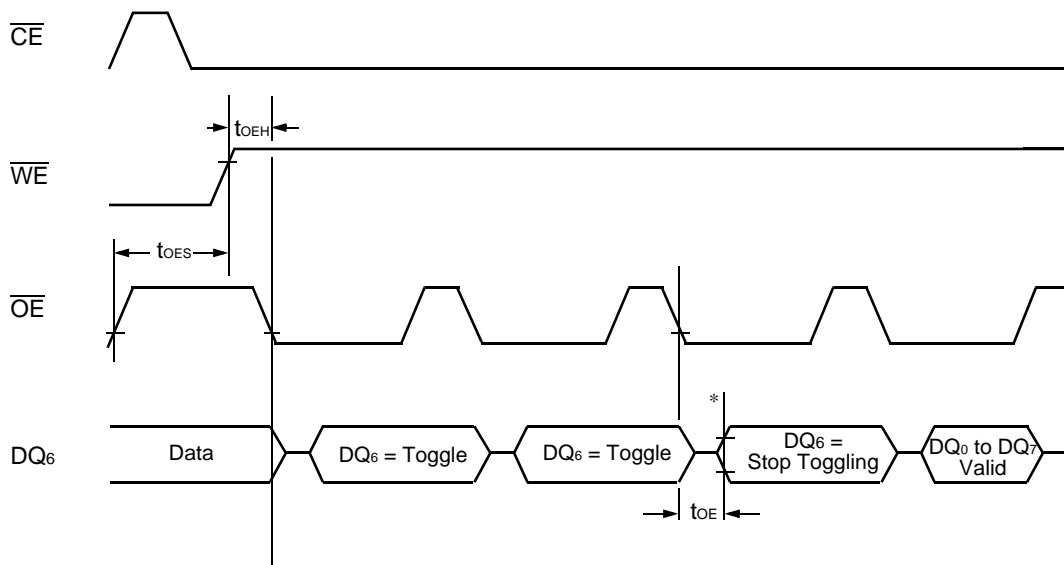 CE
tOEH
WE
tOES
OE
*
DQ6
Data
DQ6 = Toggle
DQ6 = Toggle
DQ6 =
Stop Toggling
DQ0 to DQ7
Valid
tOE